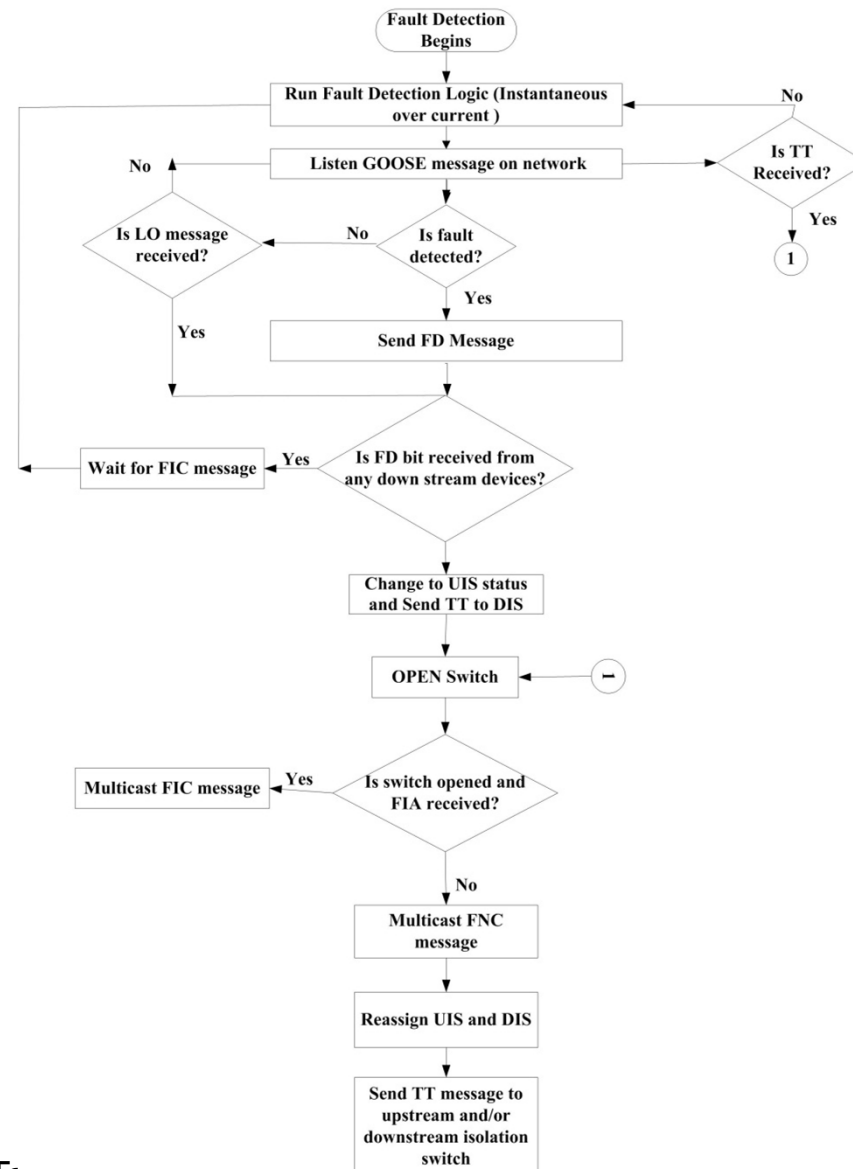 Fault Detection
Begins
Run Fault Detection Logic (Instantaneous
over current )
No
Is TT
Received?
Yes
1
Listen GOOSE message on network
No
Is LO message
received?
No
Is fault
detected?
Yes
Yes
Send FD Message
Is FD bit received from
any down stream devices?
Yes
Wait for FIC message
Change to UIS status
and Send TT to DIS
OPEN Switch
1
Is switch opened and
FIA received?
Yes
Multicast FIC message
No
Multicast FNC
message
Reassign UIS and DIS
Send TT message to
upstream and/or
downstream isolation
switch